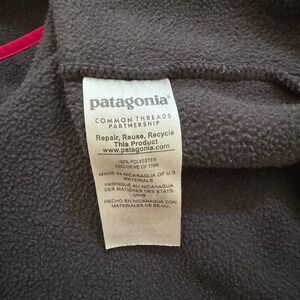 patagonia®
COMMON THREADS
PARTNERSHIP
Repair, Reuse, Recycle
This Product
www.patagonia.com
100% POLYESTER
EXCLUSIVE OF TRIM
MADE IN NICARAGUA OF U.S.
MATERIALS
FABRIQUÉ AU NICARAGUA
DES MATIÈRES DES ÉTATS-
UNIS
HECHO EN NICARAGUA CON
MATERIALES DE EE.UU.